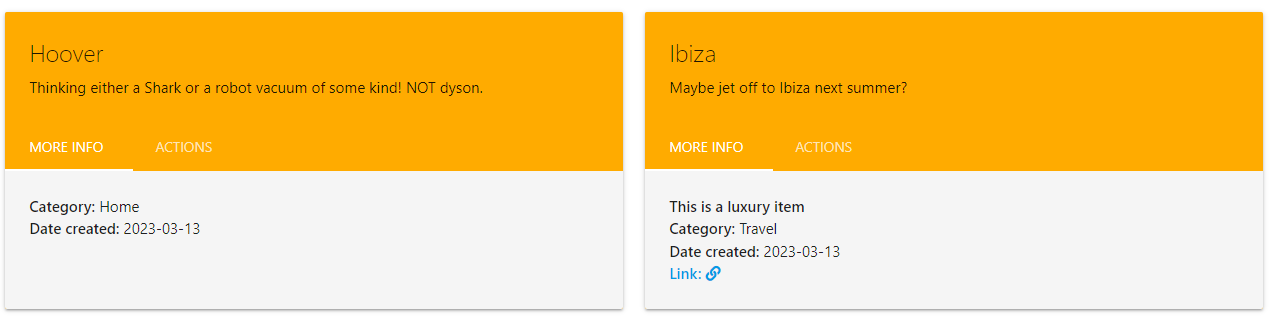 Hoover
Thinking either a Shark or a robot vacuum of some kind! NOT dyson.
MORE INFO ACTIONS
Category: Home
Date created: 2023-03-13
Ibiza
Maybe jet off to Ibiza next summer?
MORE INFO ACTIONS
This is a luxury item
Category: Travel
Date created: 2023-03-13
Link: